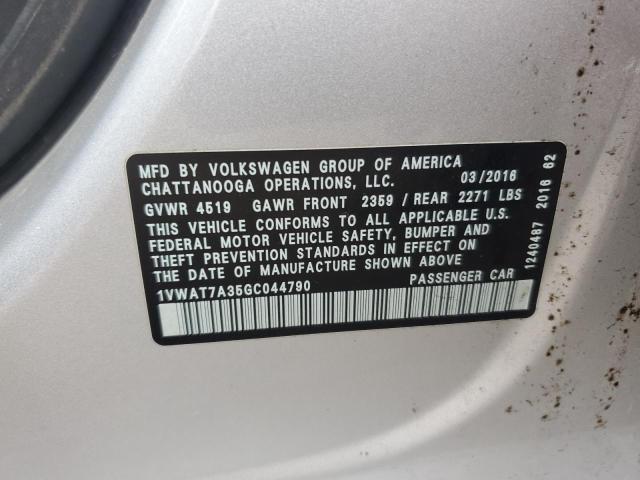 MFD BY VOLKSWAGEN GROUP OF AMERICA
CHATTANOOGA OPERATIONS, LLC. 03/2016
GVWR 4519 GAWR FRONT 2359 / REAR 2271 LBS
THIS VEHICLE CONFORMS TO ALL APPLICABLE U.S.
FEDERAL MOTOR VEHICLE SAFETY, BUMPER AND
THEFT PREVENTION STANDARDS IN EFFECT ON
THE DATE OF MANUFACTURE SHOWN ABOVE
1VWAT7A35GC044790 PASSENGER CAR
1240487 2016 62